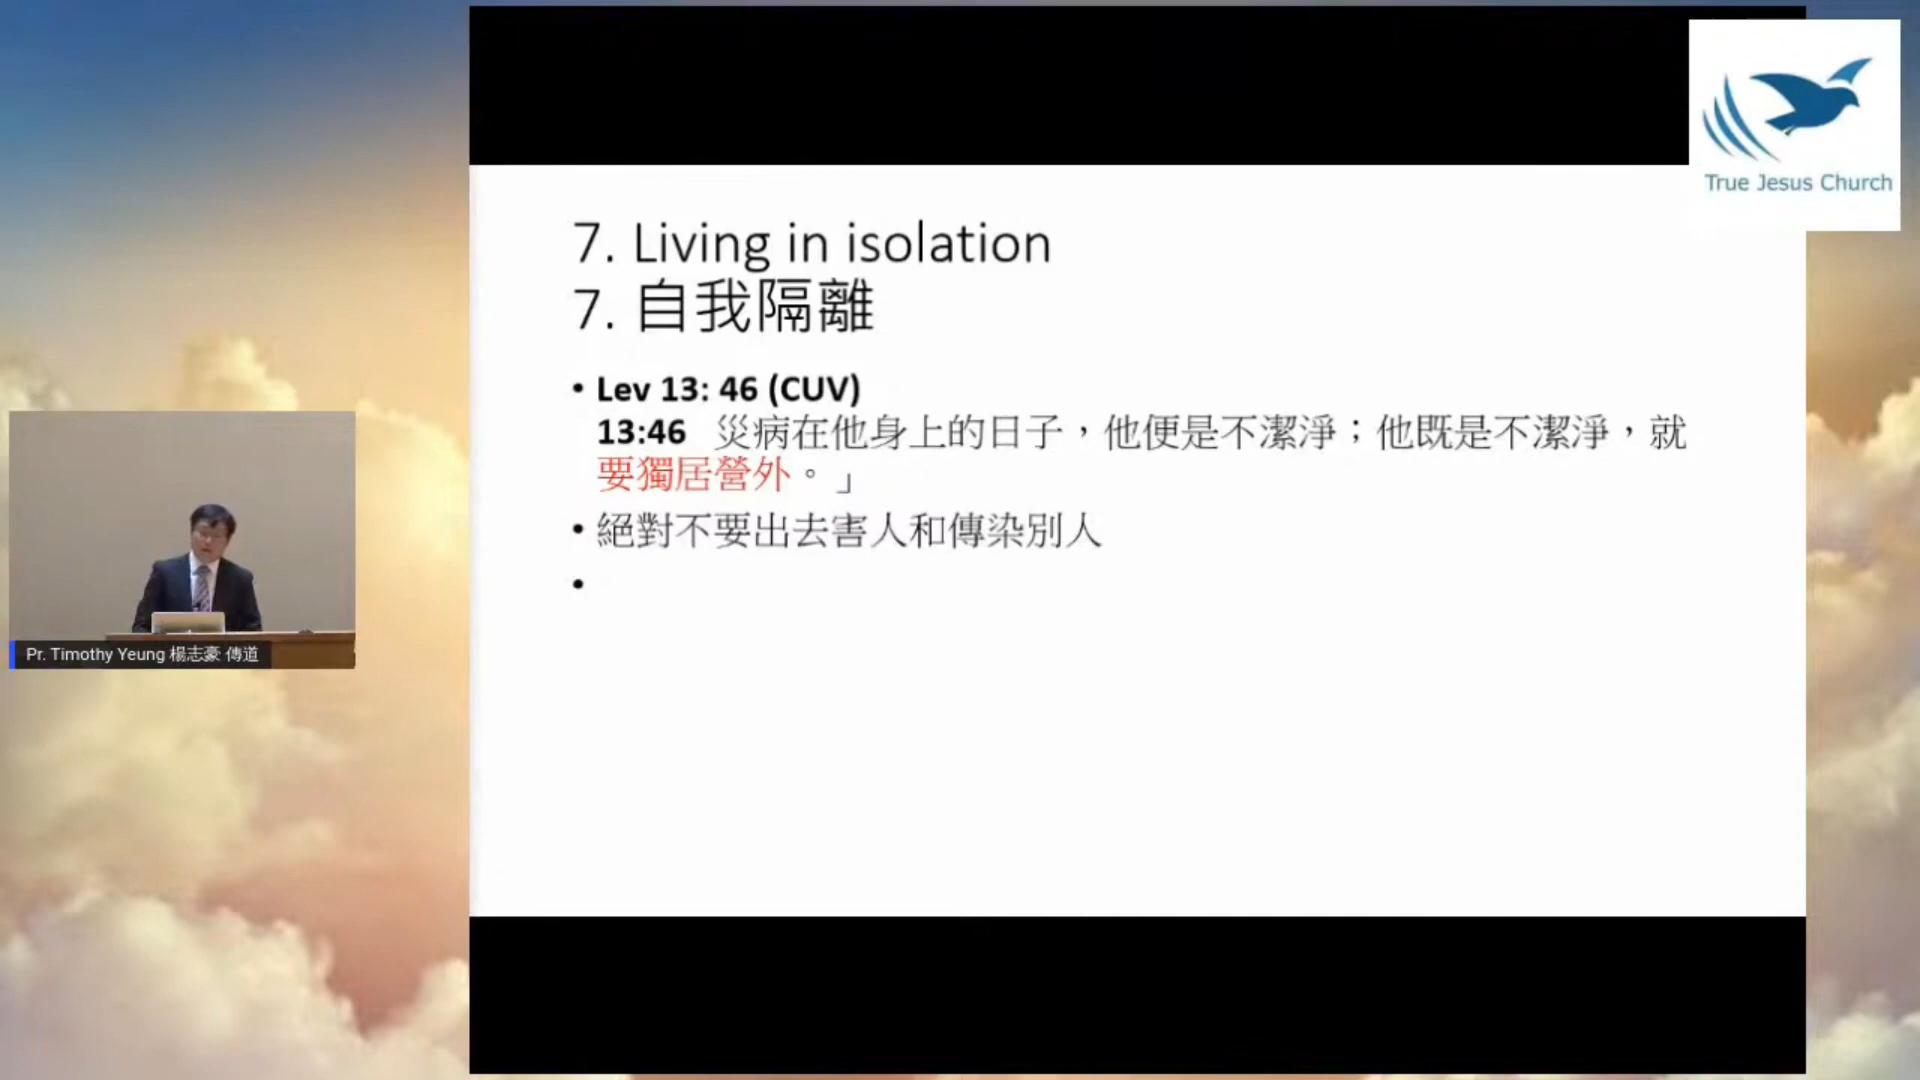 True Jesus Church
7. Living in isolation
7. 自我隔離
• Lev 13: 46 (CUV)
13:46 災病在他身上的日子，他便是不潔淨；他既是不潔淨，就
要獨居營外。」
• 絕對不要出去害人和傳染別人
•
Pr. Timothy Yeung 楊志豪 傳道